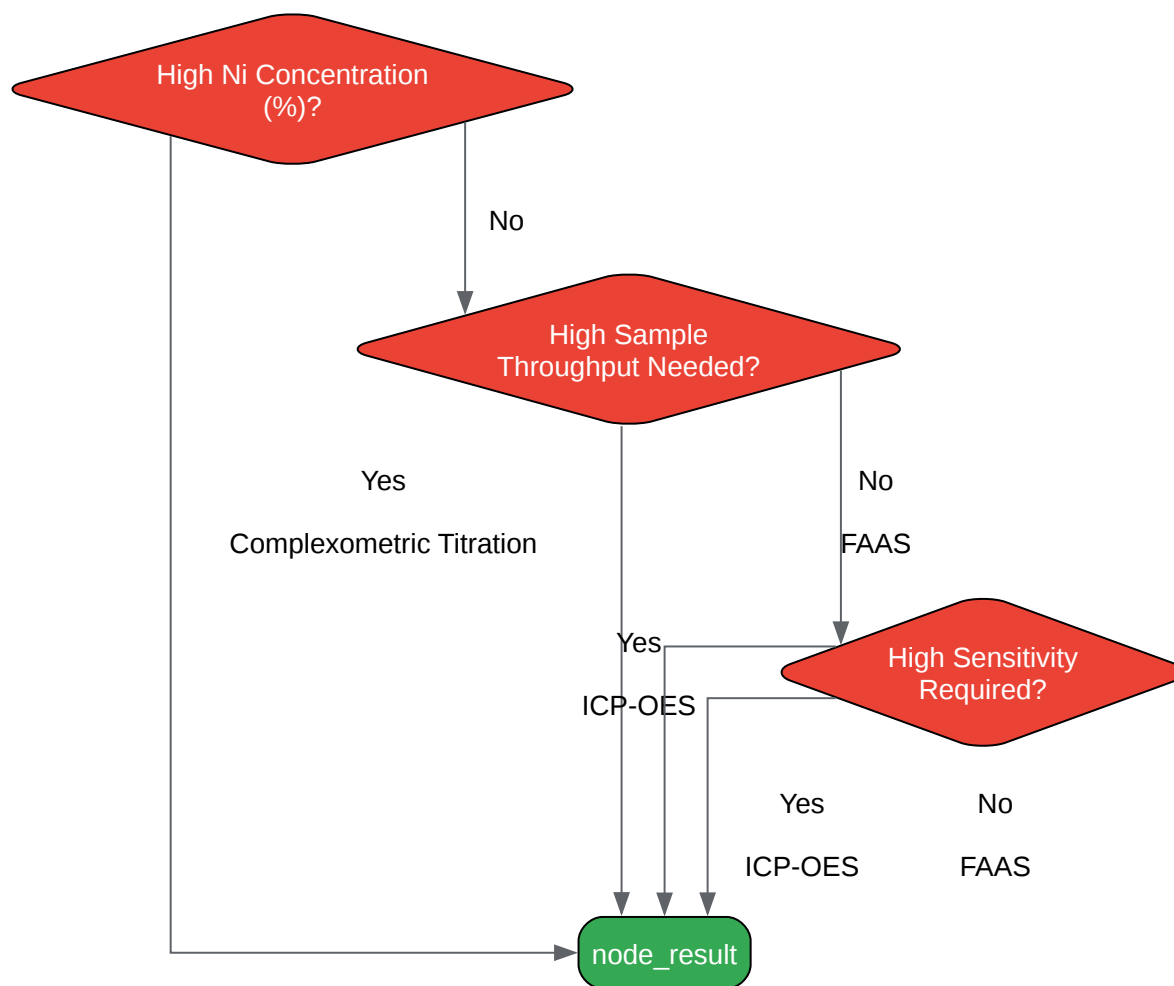 High Ni Concentration
(%)?
No
High Sample
Throughput Needed?
Yes
Complexometric Titration
No
FAAS
Yes
ICP-OES
High Sensitivity
Required?
Yes
ICP-OES
No
FAAS
node_result